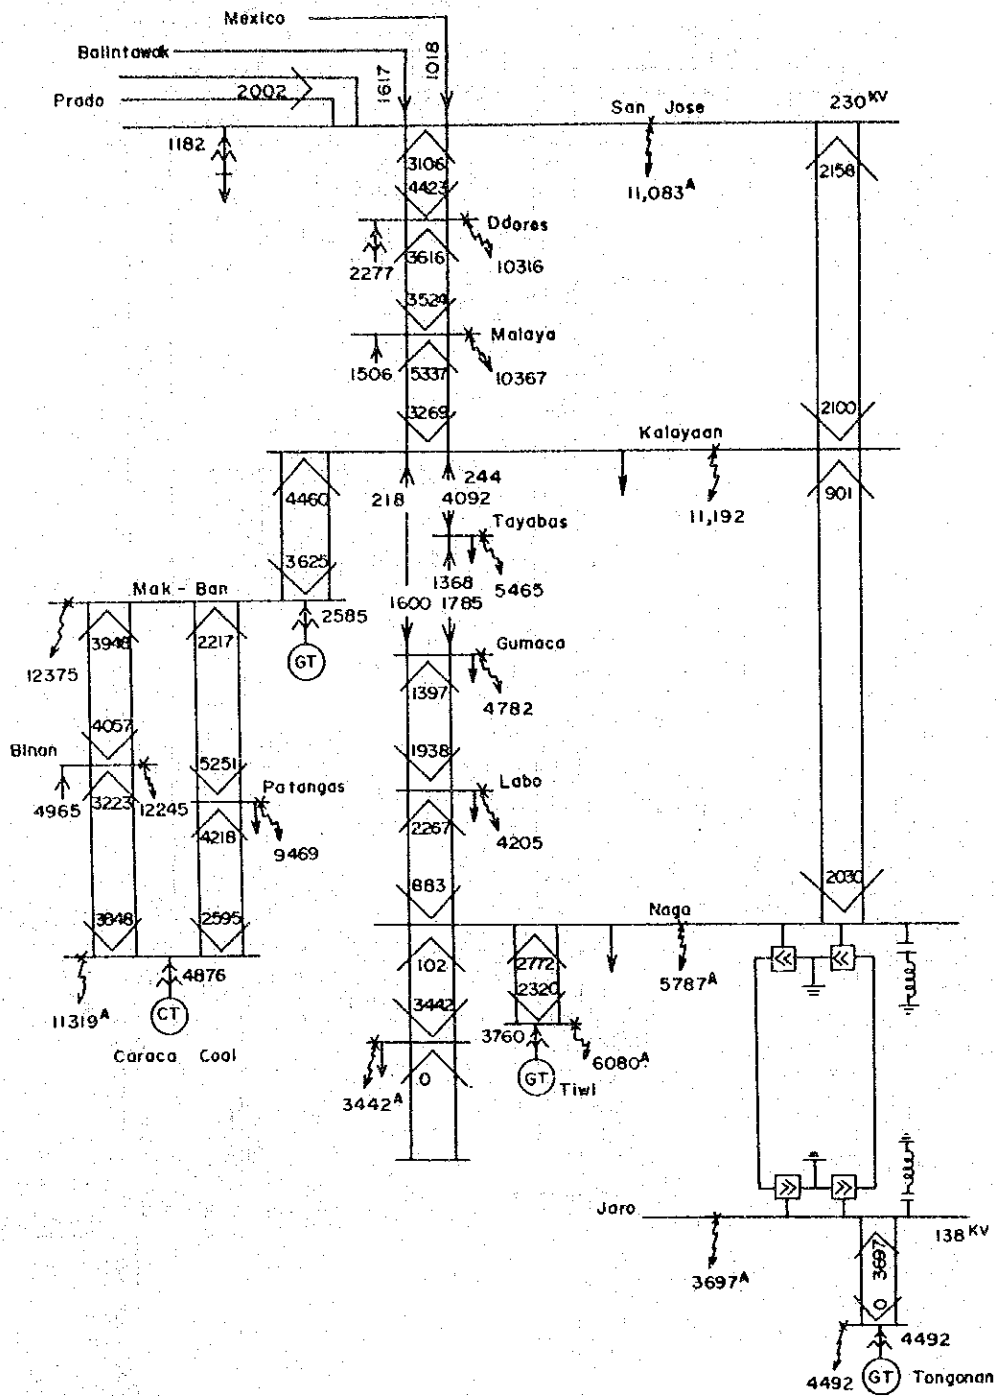 Mexico
Balintawak
Prado
2002
1617
1018
San Jose
230KV
1182
3106
4423
11,083A
2158
Dolores
2277
3616
10316
3524
Malaya
1506
5337
10367
3269
2100
Kalayaan
4460
218
244
4092
11,192
901
Tayabas
3625
1368
5465
Mak-Ban
2585
1600
1785
GT
3948
2217
Gumaca
12375
1397
4782
4057
1938
Binan
5251
Labo
4965
3223
12245
Patangas
4218
2267
4205
9469
3848
2595
883
2030
Naga
4876
102
2772
5787A
11319A
CT
3442
2320
Caraca Coal
3760
6080A
3442A
0
GT
Tiwi
Jaro
138KV
3697A
3697
0
4492
4492
GT
Tongonan